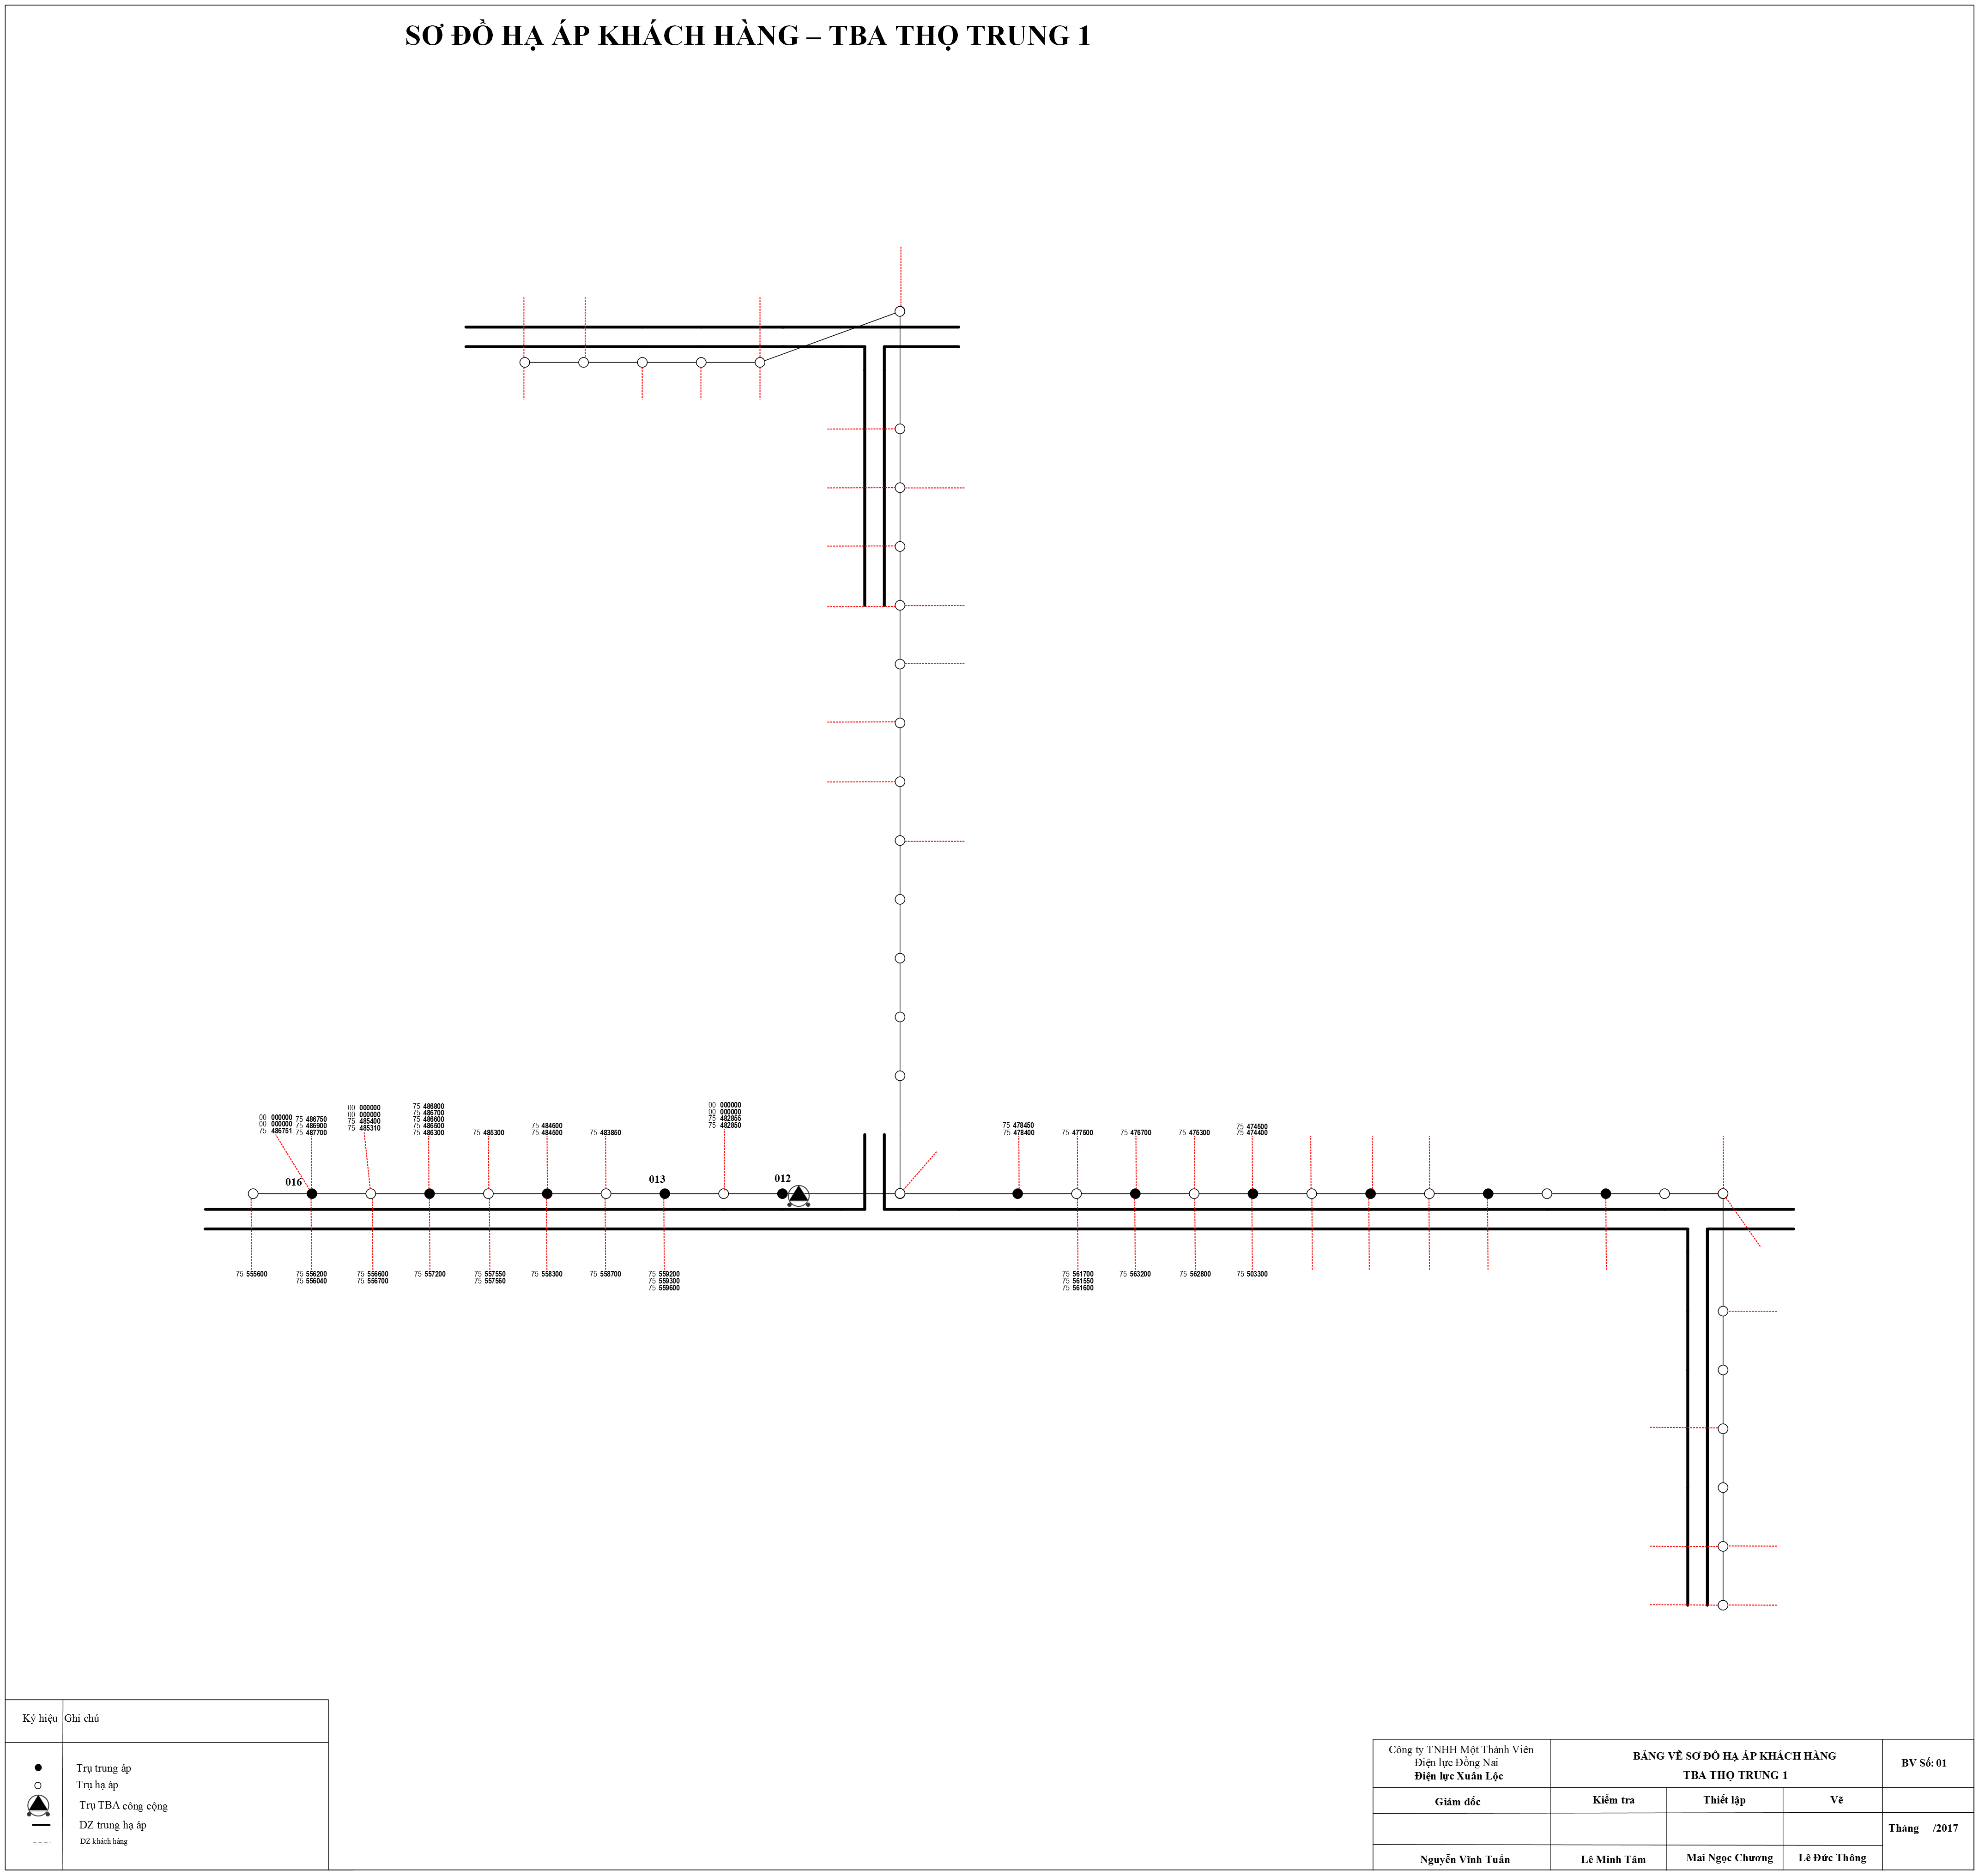 SƠ ĐỒ HẠ ÁP KHÁCH HÀNG – TBA THỌ TRUNG 1
00 000000
00 000000
75 486751
75 486750
75 486900
75 487700
00 000000
00 000000
75 485400
75 485310
75 486800
75 486700
75 486600
75 486500
75 486300
75 485300
75 484600
75 484500
75 483850
00 000000
00 000000
75 482855
75 482850
75 478450
75 478400
75 477500
75 476700
75 475300
75 474500
75 474400
016
013
012
75 555600
75 556200
75 556040
75 556600
75 556700
75 557200
75 557550
75 557560
75 558300
75 558700
75 559200
75 559300
75 559600
75 561700
75 561550
75 561600
75 563200
75 562800
75 503300
Ký hiệu Ghi chú
Trụ trung áp
Trụ hạ áp
Trụ TBA công cộng
DZ trung hạ áp
DZ khách hàng
Công ty TNHH Một Thành Viên
Điện lực Đồng Nai
Điện lực Xuân Lộc
BẢNG VẼ SƠ ĐỒ HẠ ÁP KHÁCH HÀNG
TBA THỌ TRUNG 1
BV Số: 01
Giám đốc
Kiểm tra
Thiết lập
Vẽ
Tháng /2017
Nguyễn Vĩnh Tuấn
Lê Minh Tâm
Mai Ngọc Chương
Lê Đức Thông